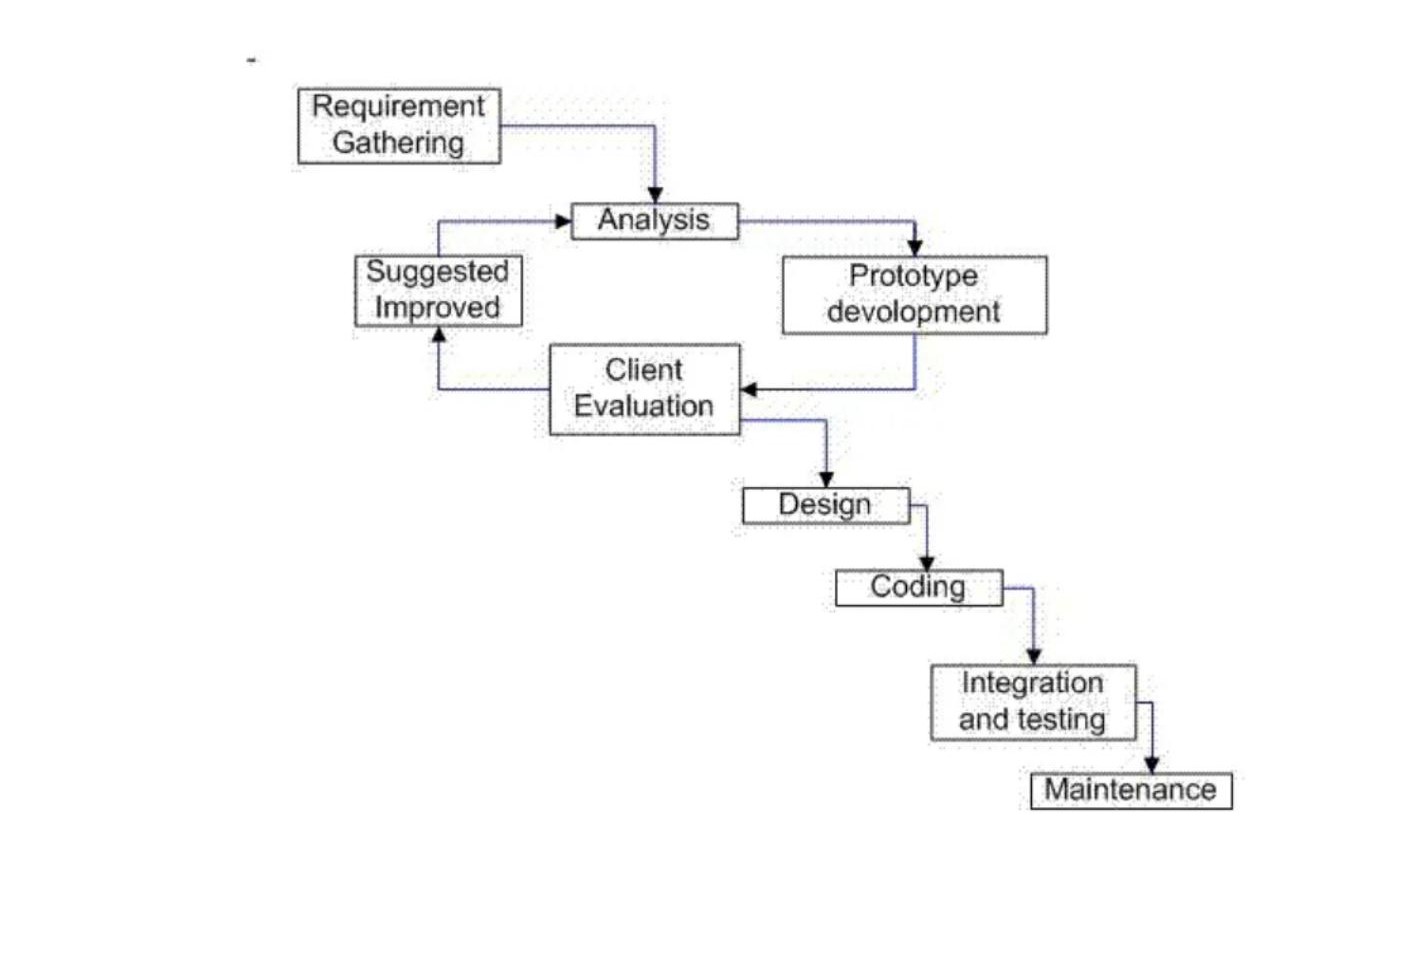 Requirement
Gathering
Analysis
Suggested
Improved
Prototype
devolopment
Client
Evaluation
Design
Coding
Integration
and testing
Maintenance